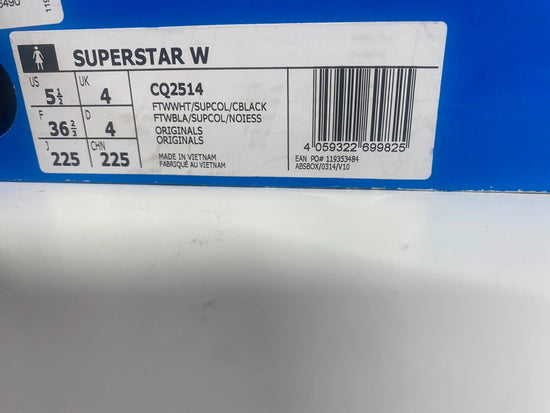 SUPERSTAR W
US 5½ UK 4
F 36⅔ D 4
J 225 CHN 225
CQ2514
FTWWHT/SUPCOL/CBLACK
FTWBLA/SUPCOL/NOIESS
ORIGINALS
ORIGINALS
MADE IN VIETNAM
FABRIQUÉ AU VIETNAM
4 059322 699825
EAN PO# 119353484
ABSBOX/0314/V10